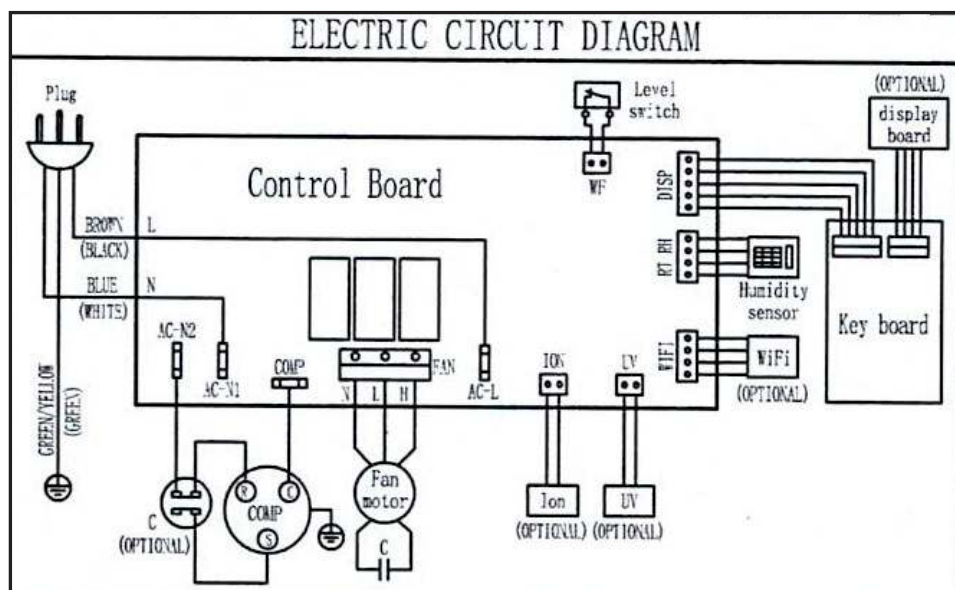 ELECTRIC CIRCUIT DIAGRAM
Plug
Level
switch
(OPTIONAL)
display
board
Control Board
WF
DISP
BROWN
L
(BLACK)
BLUE
N
(WHITE)
RT RH
Humidity
sensor
Key board
AC-N2
AC-N1
COMP
FAN
N
L
H
AC-L
ION
UV
WIFI
WiFi
(OPTIONAL)
GREEN/YELLOW
(GREEN)
R
C
COMP
S
C
(OPTIONAL)
Fan
motor
C
Ion
(OPTIONAL)
UV
(OPTIONAL)